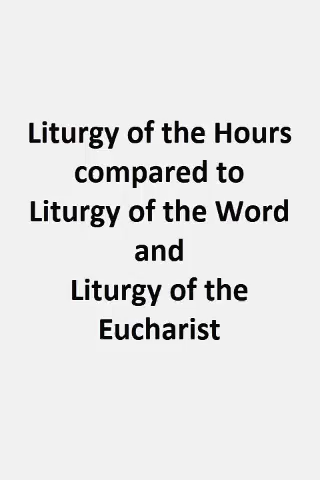 Liturgy of the Hours
compared to
Liturgy of the Word
and
Liturgy of the
Eucharist